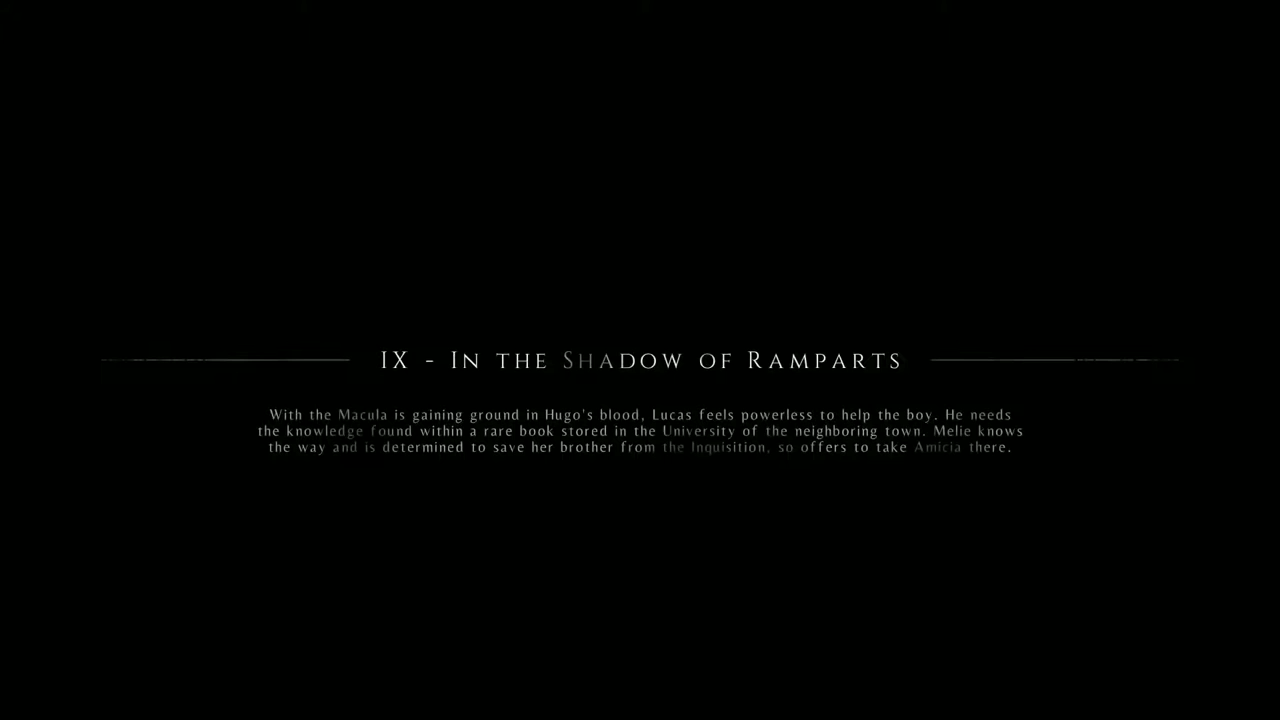 IX - In the Shadow of Ramparts
With the Macula is gaining ground in Hugo's blood, Lucas feels powerless to help the boy. He needs
the knowledge found within a rare book stored in the University of the neighboring town. Melie knows
the way and is determined to save her brother from the Inquisition, so offers to take Amicia there.